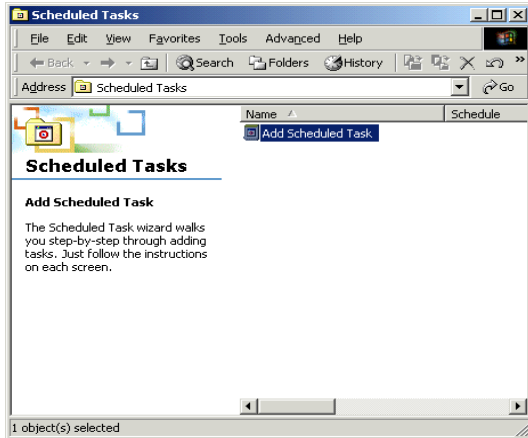 Scheduled Tasks
File Edit View Favorites Tools Advanced Help
Back Search Folders History »
Address Scheduled Tasks Go
Name Schedule
Add Scheduled Task
Scheduled Tasks
Add Scheduled Task
The Scheduled Task wizard walks
you step-by-step through adding
tasks. Just follow the instructions
on each screen.
1 object(s) selected